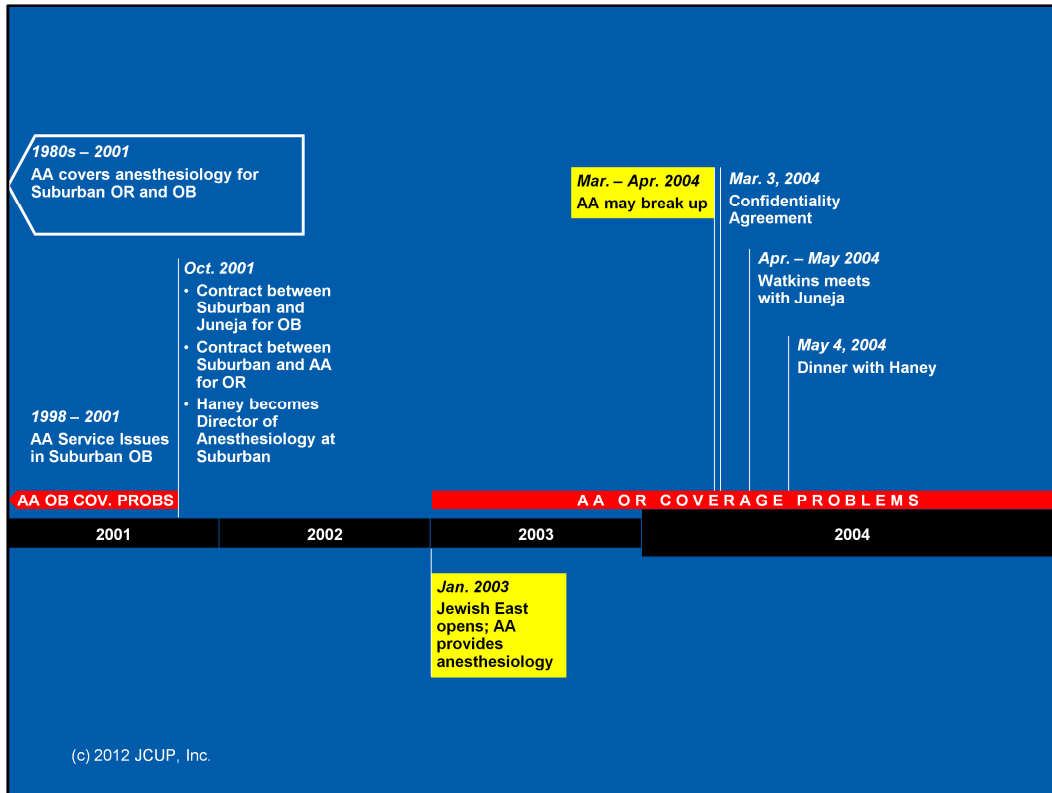 1980s – 2001
AA covers anesthesiology for
Suburban OR and OB
Mar. – Apr. 2004
AA may break up
Mar. 3, 2004
Confidentiality
Agreement
Apr. – May 2004
Watkins meets
with Juneja
May 4, 2004
Dinner with Haney
Oct. 2001
• Contract between
Suburban and
Juneja for OB
• Contract between
Suburban and AA
for OR
• Haney becomes
Director of
Anesthesiology at
Suburban
1998 – 2001
AA Service Issues
in Suburban OB
AA OB COV. PROBS
AA OR COVERAGE PROBLEMS
2001
2002
2003
2004
Jan. 2003
Jewish East
opens; AA
provides
anesthesiology
(c) 2012 JCUP, Inc.